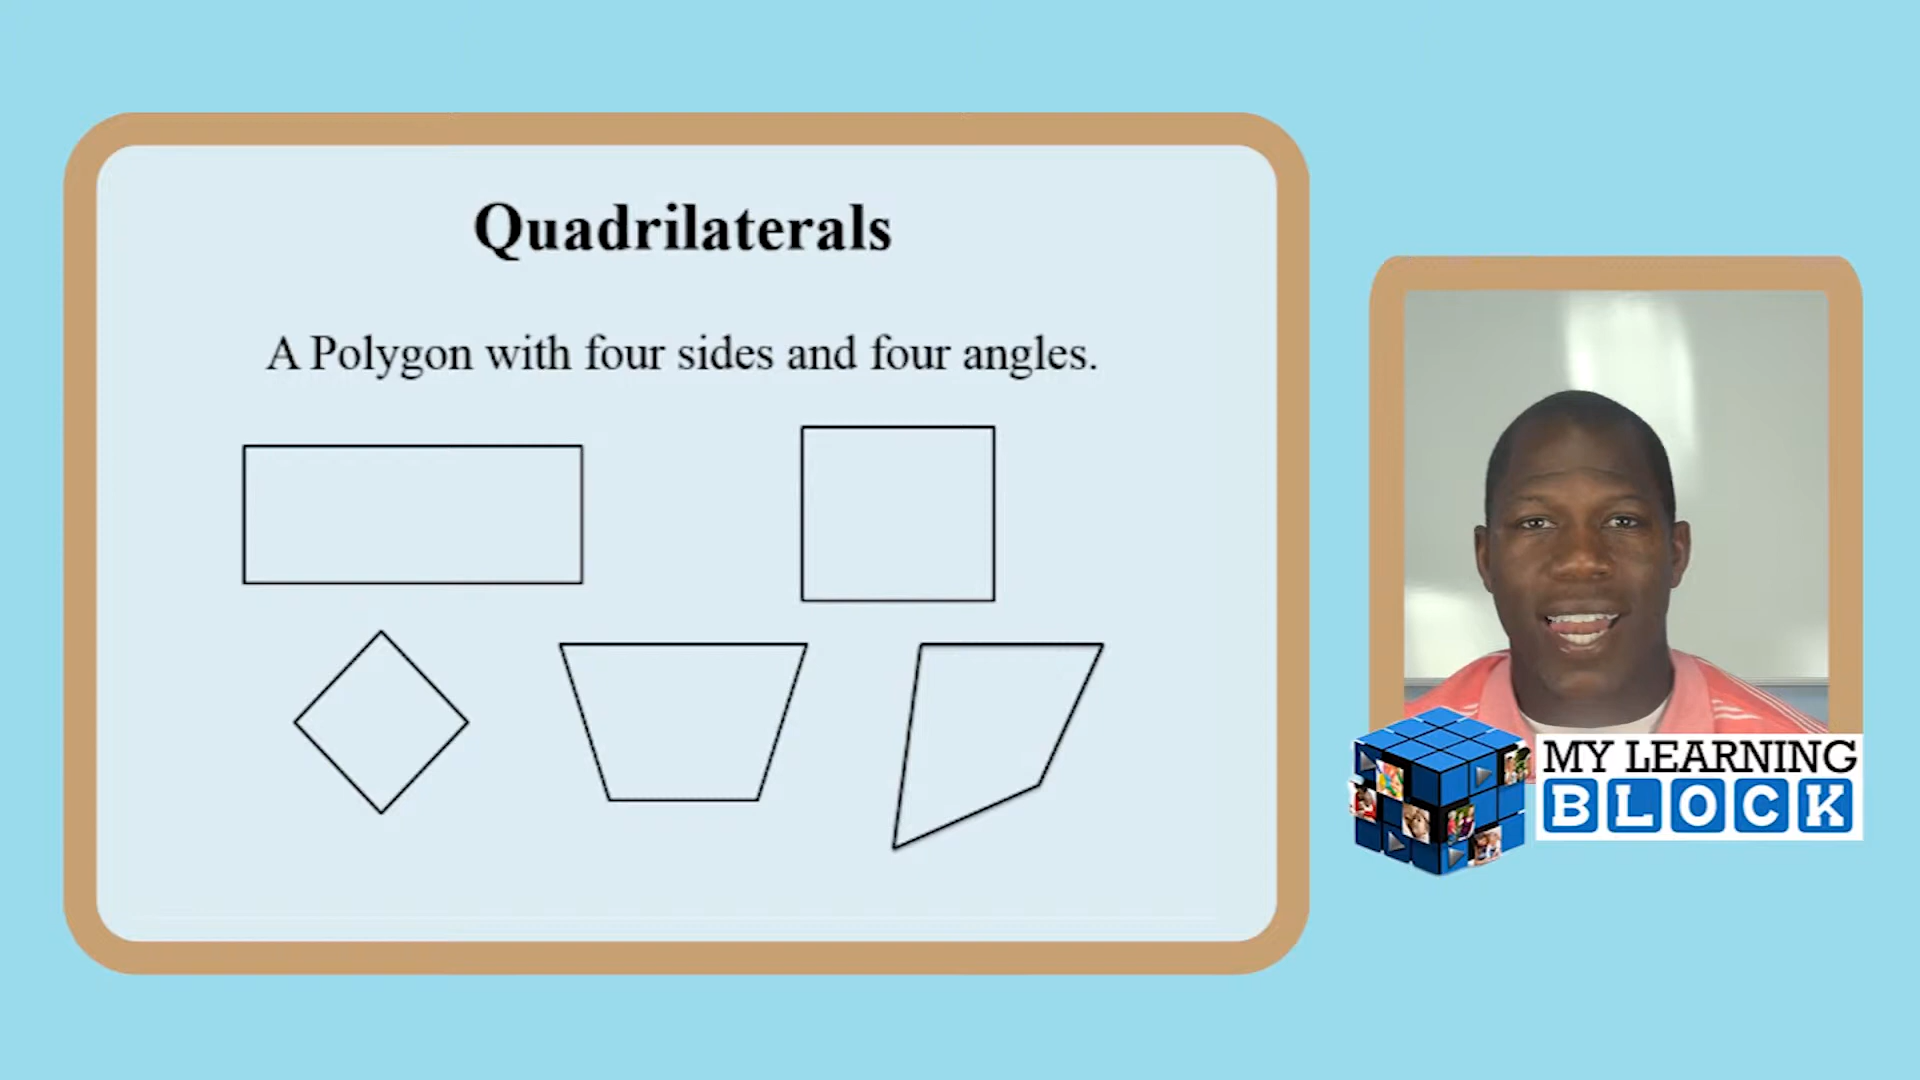 Quadrilaterals
A Polygon with four sides and four angles.
MY LEARNING
BLOCK